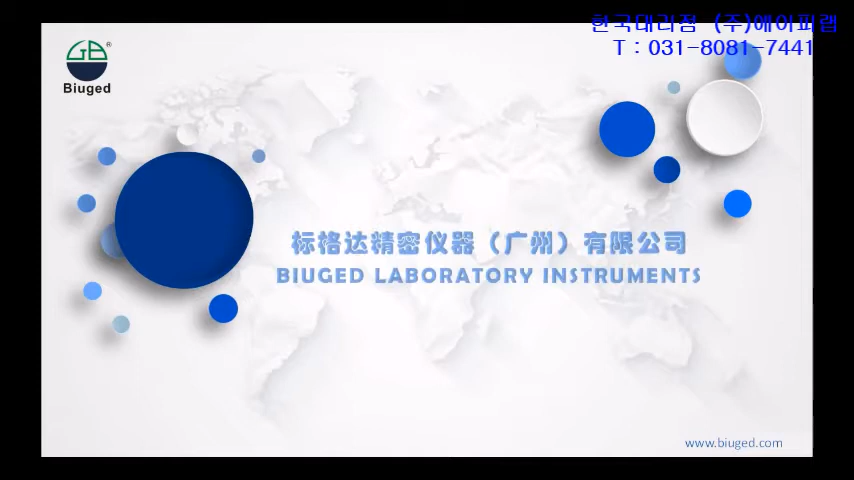 한국대리점 (주)에이피랩
T : 031-8081-7441
GB®
Biuged
标格达精密仪器（广州）有限公司
BIUGED LABORATORY INSTRUMENTS
www.biuged.com